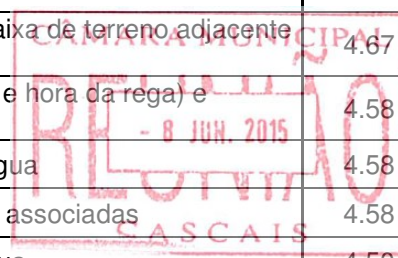 aixa de terreno adjacente 4.67
CÂMARA MUNICIPAL
e hora da rega) e 4.58
REUNIÃO
- 8 JUN. 2015
gua 4.58
associadas 4.58
CASCAIS